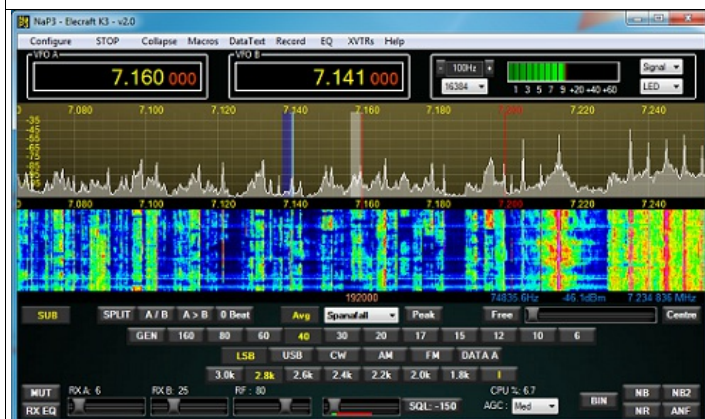 NaP3 - Elecraft K3 - v2.0
Configure STOP Collapse Macros DataText Record EQ XVTRs Help
VFO A VFO B
7.160 000 7.141 000
- 100Hz + Signal
16384 1 3 5 7 9 +20 +40 +60 LED
7.080 7.100 7.120 7.140 7.160 7.180 7.200 7.220 7.240
-35
-45
-55
-65
-75
-85
7.080 7.100 7.120 7.140 7.160 7.180 7.200 7.220 7.240
192000 74835.6Hz -46.1dBm 7.234 836 MHz
SUB SPLIT A / B A > B 0 Beat Avg Spanafall Peak Free Centre
GEN 160 80 60 40 30 20 17 15 12 10 6
LSB USB CW AM FM DATA A
3.0k 2.8k 2.6k 2.4k 2.2k 2.0k 1.8k I
MUT RX A: 6 RX B: 25 RF : 80 SQL: -150 CPU %: 6.7 AGC : Med BIN NB NB2
RX EQ NR ANF